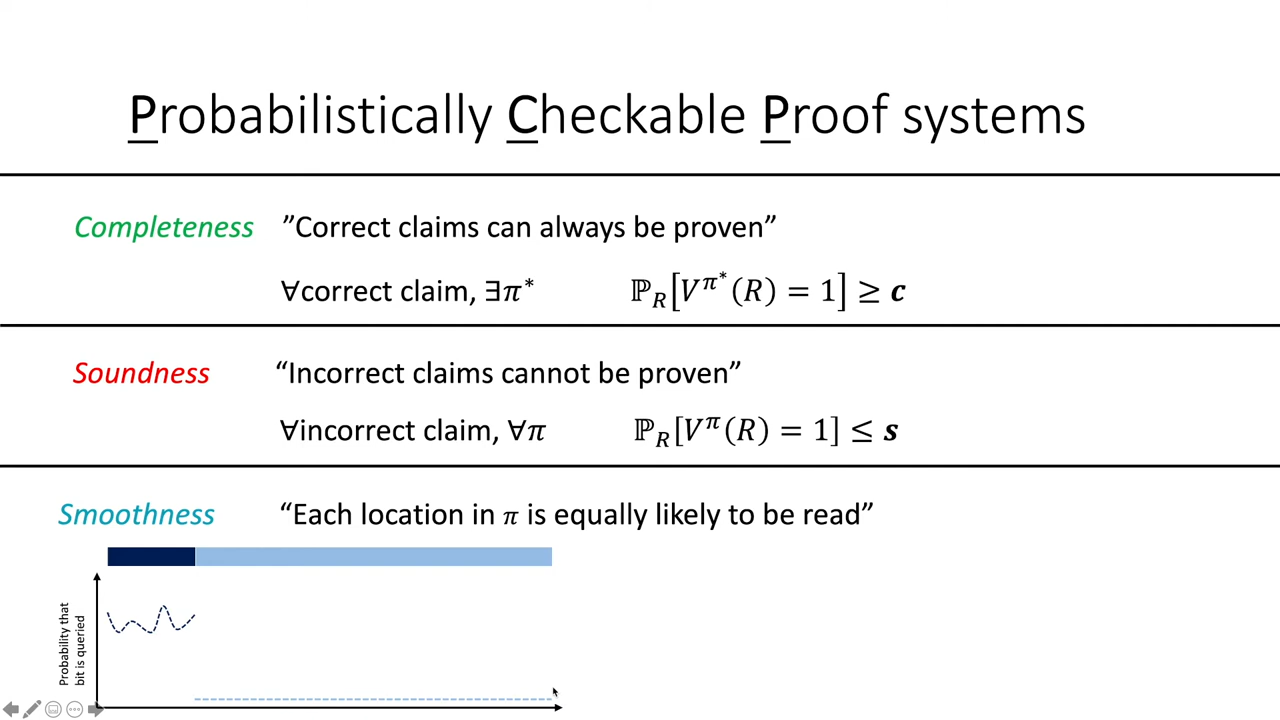 Probabilistically Checkable Proof systems
Completeness ”Correct claims can always be proven”
∀correct claim, ∃π* ℙ_R[V^{π*}(R) = 1] ≥ c
Soundness “Incorrect claims cannot be proven”
∀incorrect claim, ∀π ℙ_R[V^π(R) = 1] ≤ s
Smoothness “Each location in π is equally likely to be read”
Probability that
bit is queried